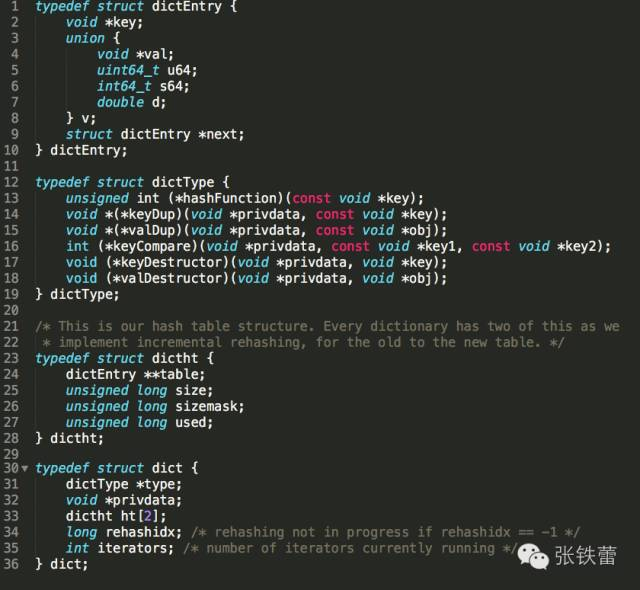 1 typedef struct dictEntry {
2     void *key;
3     union {
4         void *val;
5         uint64_t u64;
6         int64_t s64;
7         double d;
8     } v;
9     struct dictEntry *next;
10 } dictEntry;
11
12 typedef struct dictType {
13     unsigned int (*hashFunction)(const void *key);
14     void *(*keyDup)(void *privdata, const void *key);
15     void *(*valDup)(void *privdata, const void *obj);
16     int (*keyCompare)(void *privdata, const void *key1, const void *key2);
17     void (*keyDestructor)(void *privdata, void *key);
18     void (*valDestructor)(void *privdata, void *obj);
19 } dictType;
20
21 /* This is our hash table structure. Every dictionary has two of this as we
22  * implement incremental rehashing, for the old to the new table. */
23 typedef struct dictht {
24     dictEntry **table;
25     unsigned long size;
26     unsigned long sizemask;
27     unsigned long used;
28 } dictht;
29
30 typedef struct dict {
31     dictType *type;
32     void *privdata;
33     dictht ht[2];
34     long rehashidx; /* rehashing not in progress if rehashidx == -1 */
35     int iterators; /* number of iterators currently running */
36 } dict;
张铁蕾